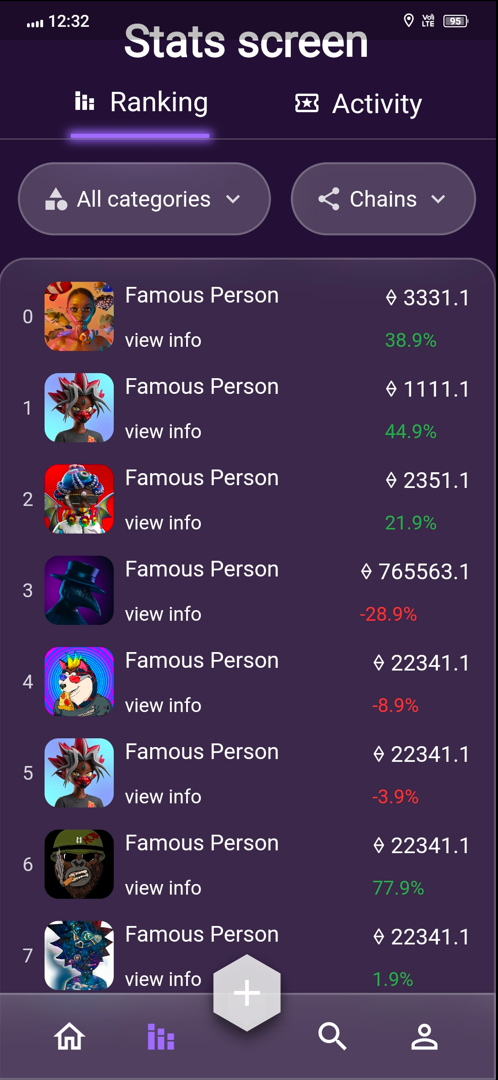 12:32
Vo) LTE
95
Stats screen
Ranking
Activity
All categories
Chains
0
Famous Person
3331.1
view info
38.9%
1
Famous Person
1111.1
view info
44.9%
2
Famous Person
2351.1
view info
21.9%
3
Famous Person
765563.1
view info
-28.9%
4
Famous Person
22341.1
view info
-8.9%
5
Famous Person
22341.1
view info
-3.9%
6
Famous Person
22341.1
view info
77.9%
7
Famous Person
22341.1
view info
1.9%